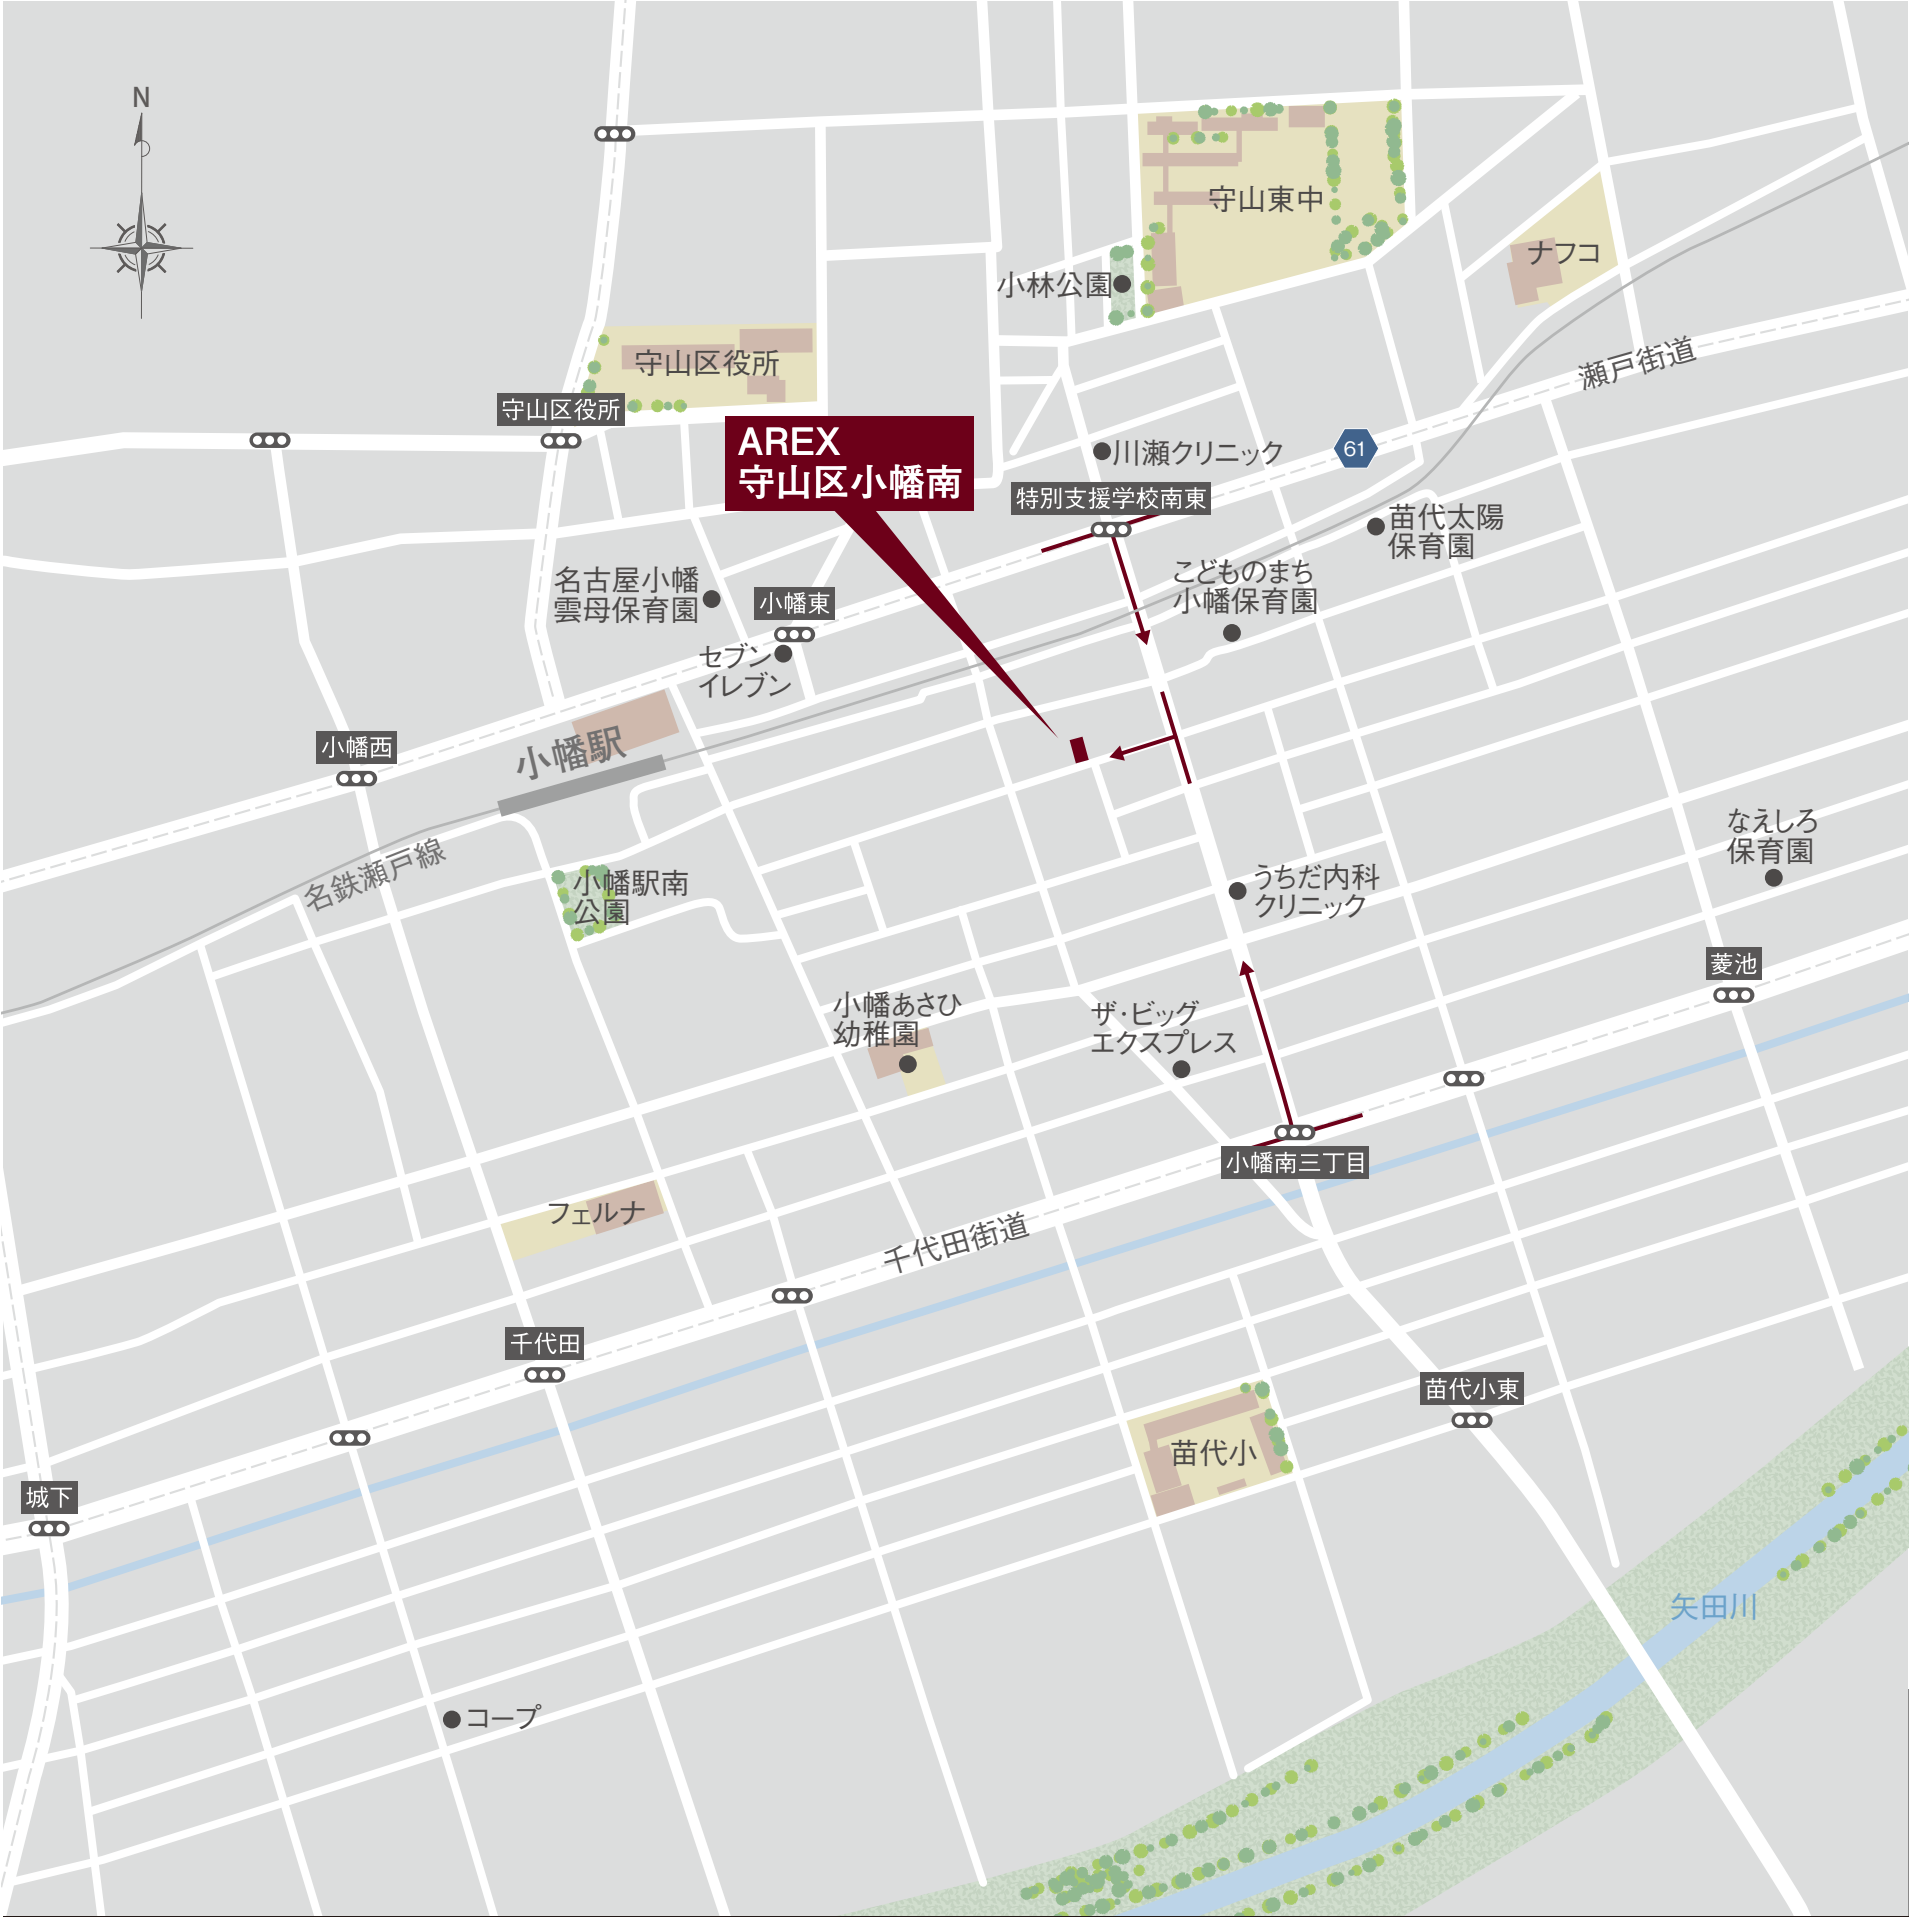 N
守山東中
ナフコ
小林公園
瀬戸街道
守山区役所
守山区役所
AREX
守山区小幡南
川瀬クリニック
61
特別支援学校南東
苗代太陽
保育園
こどものまち
小幡保育園
名古屋小幡
雲母保育園
小幡東
セブン
イレブン
小幡西
小幡駅
名鉄瀬戸線
小幡駅南
公園
うちだ内科
クリニック
なえしろ
保育園
菱池
小幡あさひ
幼稚園
ザ・ビッグ
エクスプレス
小幡南三丁目
フェルナ
千代田街道
千代田
苗代小東
苗代小
城下
矢田川
コープ